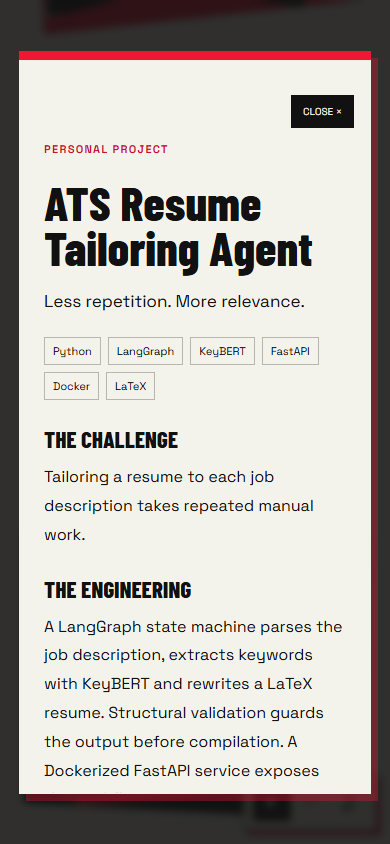 CLOSE ×
PERSONAL PROJECT
ATS Resume
Tailoring Agent
Less repetition. More relevance.
Python LangGraph KeyBERT FastAPI
Docker LaTeX
THE CHALLENGE
Tailoring a resume to each job
description takes repeated manual
work.
THE ENGINEERING
A LangGraph state machine parses the
job description, extracts keywords
with KeyBERT and rewrites a LaTeX
resume. Structural validation guards
the output before compilation. A
Dockerized FastAPI service exposes